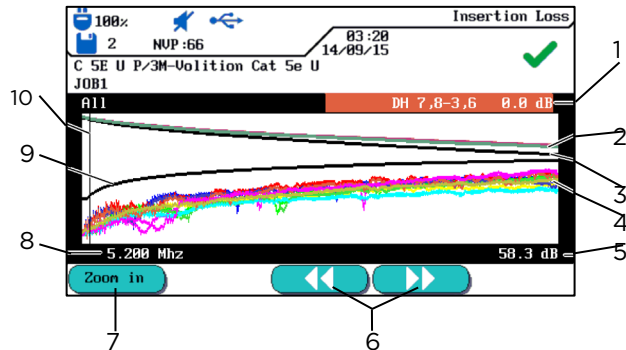 Insertion Loss
100%
03:20
2 NVP:66 14/09/15
C 5E U P/3M-Volition Cat 5e U
JOB1
1
10
All DH 7,8-3,6 0.0 dB
2
9
3
4
8
5.200 Mhz 58.3 dB
5
Zoom in
7
6